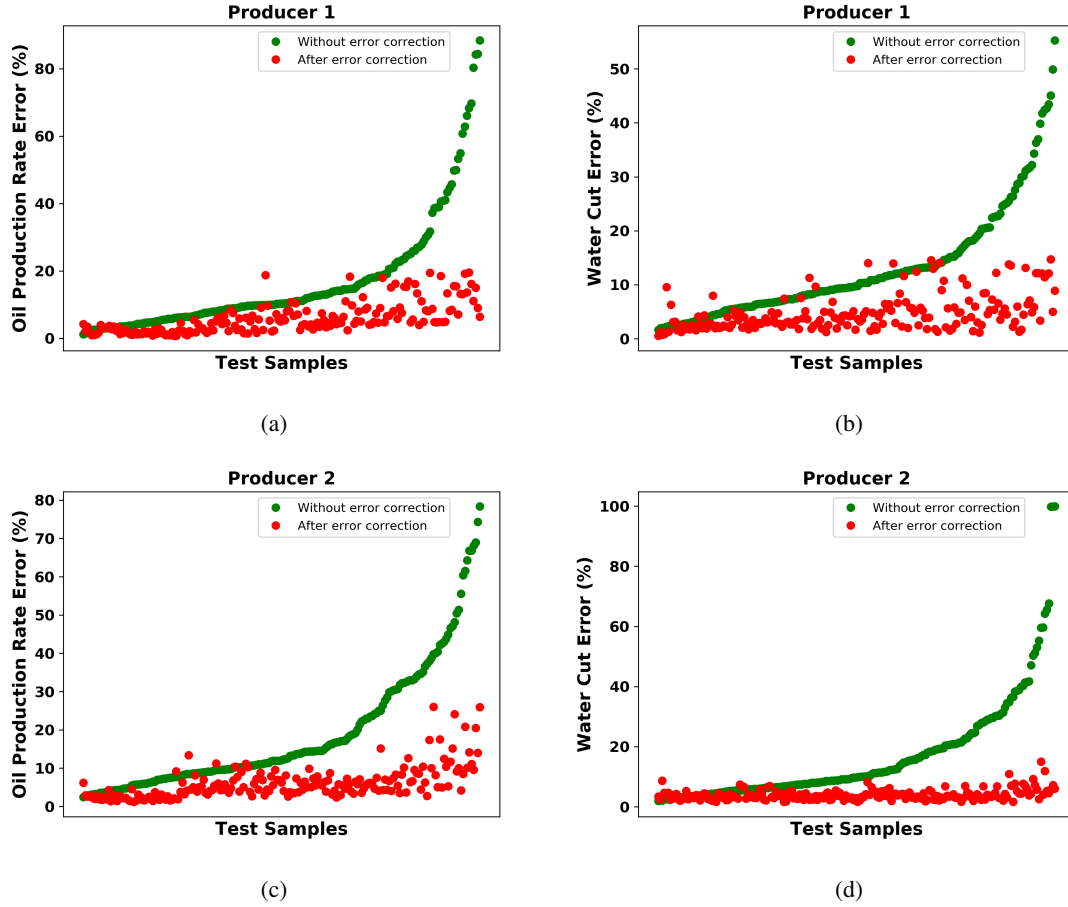 Producer 1
Oil Production Rate Error (%)
80
60
40
20
0
Without error correction
After error correction
Test Samples
(a)
Producer 1
Water Cut Error (%)
50
40
30
20
10
0
Without error correction
After error correction
Test Samples
(b)
Producer 2
Oil Production Rate Error (%)
80
70
60
50
40
30
20
10
0
Without error correction
After error correction
Test Samples
(c)
Producer 2
Water Cut Error (%)
100
80
60
40
20
0
Without error correction
After error correction
Test Samples
(d)